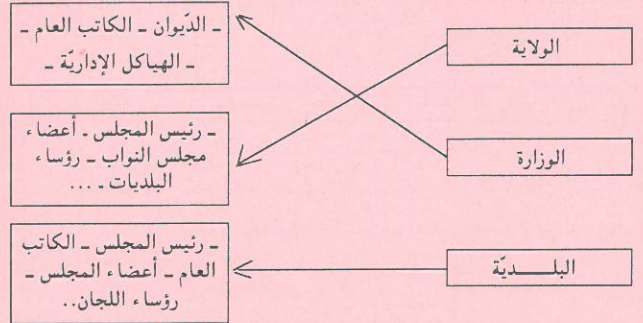 الولاية
الوزارة
البلـــــديّة
ـ الدّيوان ـ الكاتب العام ـ
ـ الهياكل الإداريّة ـ
ـ رئيس المجلس ـ أعضاء
مجلس النواب ـ رؤساء
البلديات ـ ...
ـ رئيس المجلس ـ الكاتب
العام ـ أعضاء المجلس ـ
رؤساء اللجان..